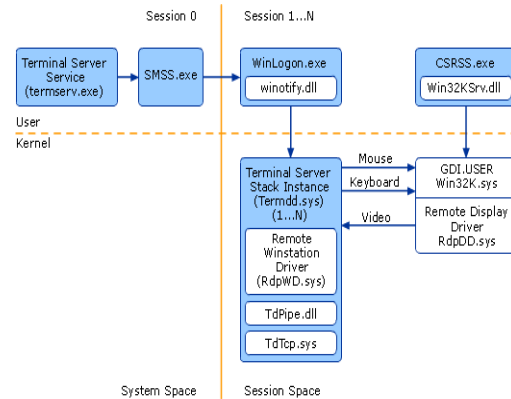 Session 0
Session 1...N
Terminal Server
Service
(termserv.exe)
SMSS.exe
WinLogon.exe
winotify.dll
CSRSS.exe
Win32KSrv.dll
User
Kernel
Terminal Server
Stack Instance
(Termdd.sys)
(1...N)
Remote
Winstation
Driver
(RdpWD.sys)
TdPipe.dll
TdTcp.sys
Mouse
Keyboard
Video
GDI.USER
Win32K.sys
Remote Display
Driver
RdpDD.sys
System Space
Session Space